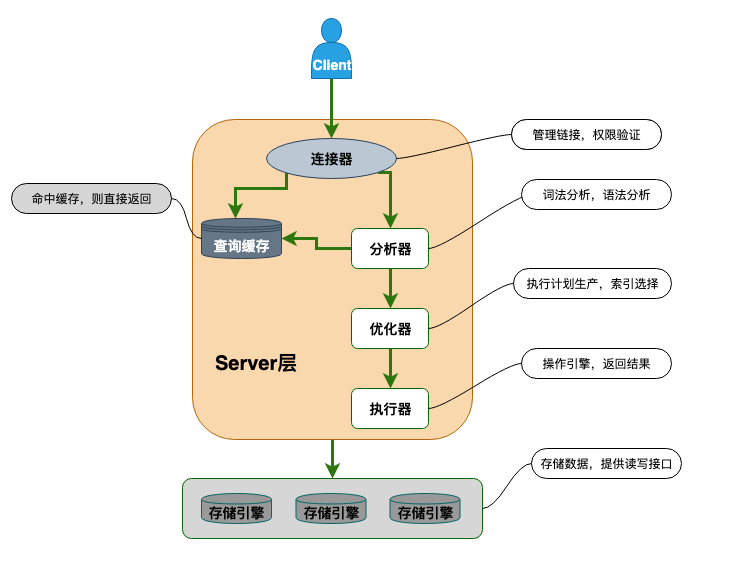 Client
连接器
管理链接，权限验证
命中缓存，则直接返回
词法分析，语法分析
查询缓存
分析器
执行计划生产，索引选择
优化器
Server层
操作引擎，返回结果
执行器
存储数据，提供读写接口
存储引擎
存储引擎
存储引擎